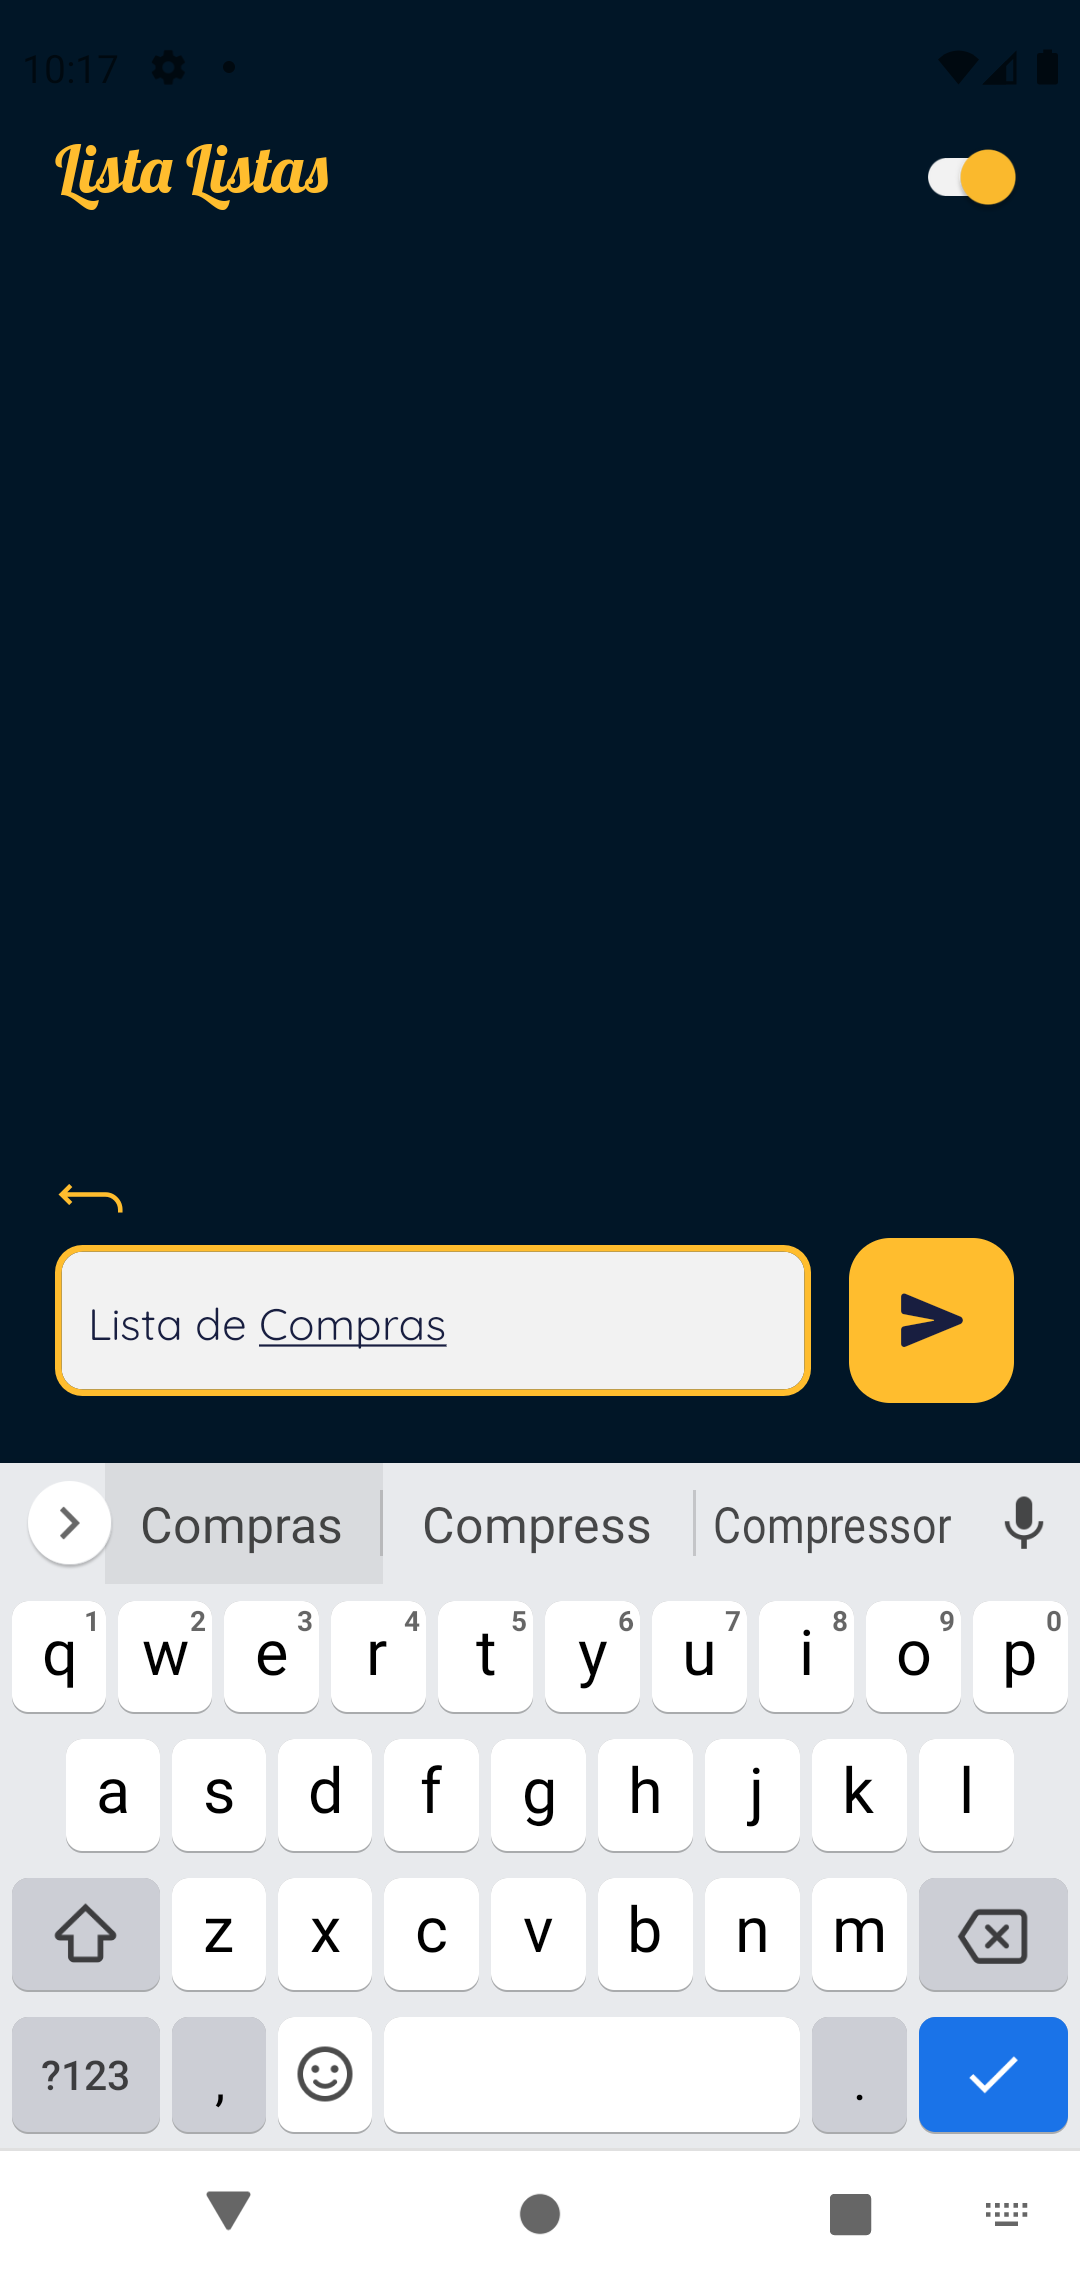 10:17
Lista Listas
Lista de Compras
Compras Compress Compressor
q 1 w 2 e 3 r 4 t 5 y 6 u 7 i 8 o 9 p 0
a s d f g h j k l
z x c v b n m
?123 , .